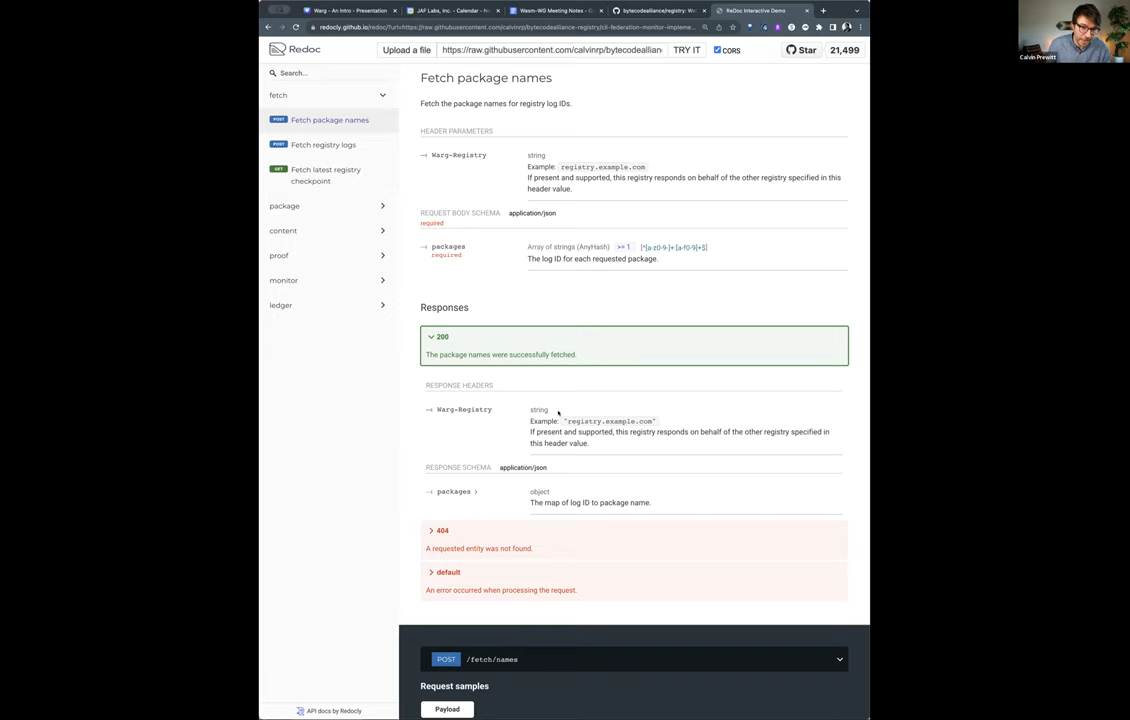 Warg - An Intro - Presentation
JAF Labs, Inc. - Calendar - No
Wasm-WG Meeting Notes - G
bytecodealliance/registry: We
ReDoc Interactive Demo
redocly.github.io/redoc/?url=https://raw.githubusercontent.com/calvinrp/bytecodealliance-registry/cli-federation-monitor-impleme...
Calvin Prewitt
Redoc
Upload a file
https://raw.githubusercontent.com/calvinrp/bytecodeallian
TRY IT
CORS
Star
21,499
Search...
fetch
POST Fetch package names
POST Fetch registry logs
GET Fetch latest registry
checkpoint
package
content
proof
monitor
ledger
API docs by Redocly
Fetch package names
Fetch the package names for registry log IDs.
HEADER PARAMETERS
Warg-Registry
string
Example: registry.example.com
If present and supported, this registry responds on behalf of the other registry specified in this
header value.
REQUEST BODY SCHEMA: application/json
required
packages
required
Array of strings (AnyHash) >= 1 [^[a-z0-9-]+:[a-f0-9]+$]
The log ID for each requested package.
Responses
200
The package names were successfully fetched.
RESPONSE HEADERS
Warg-Registry
string
Example: "registry.example.com"
If present and supported, this registry responds on behalf of the other registry specified in
this header value.
RESPONSE SCHEMA: application/json
packages
object
The map of log ID to package name.
404
A requested entity was not found.
default
An error occurred when processing the request.
POST /fetch/names
Request samples
Payload